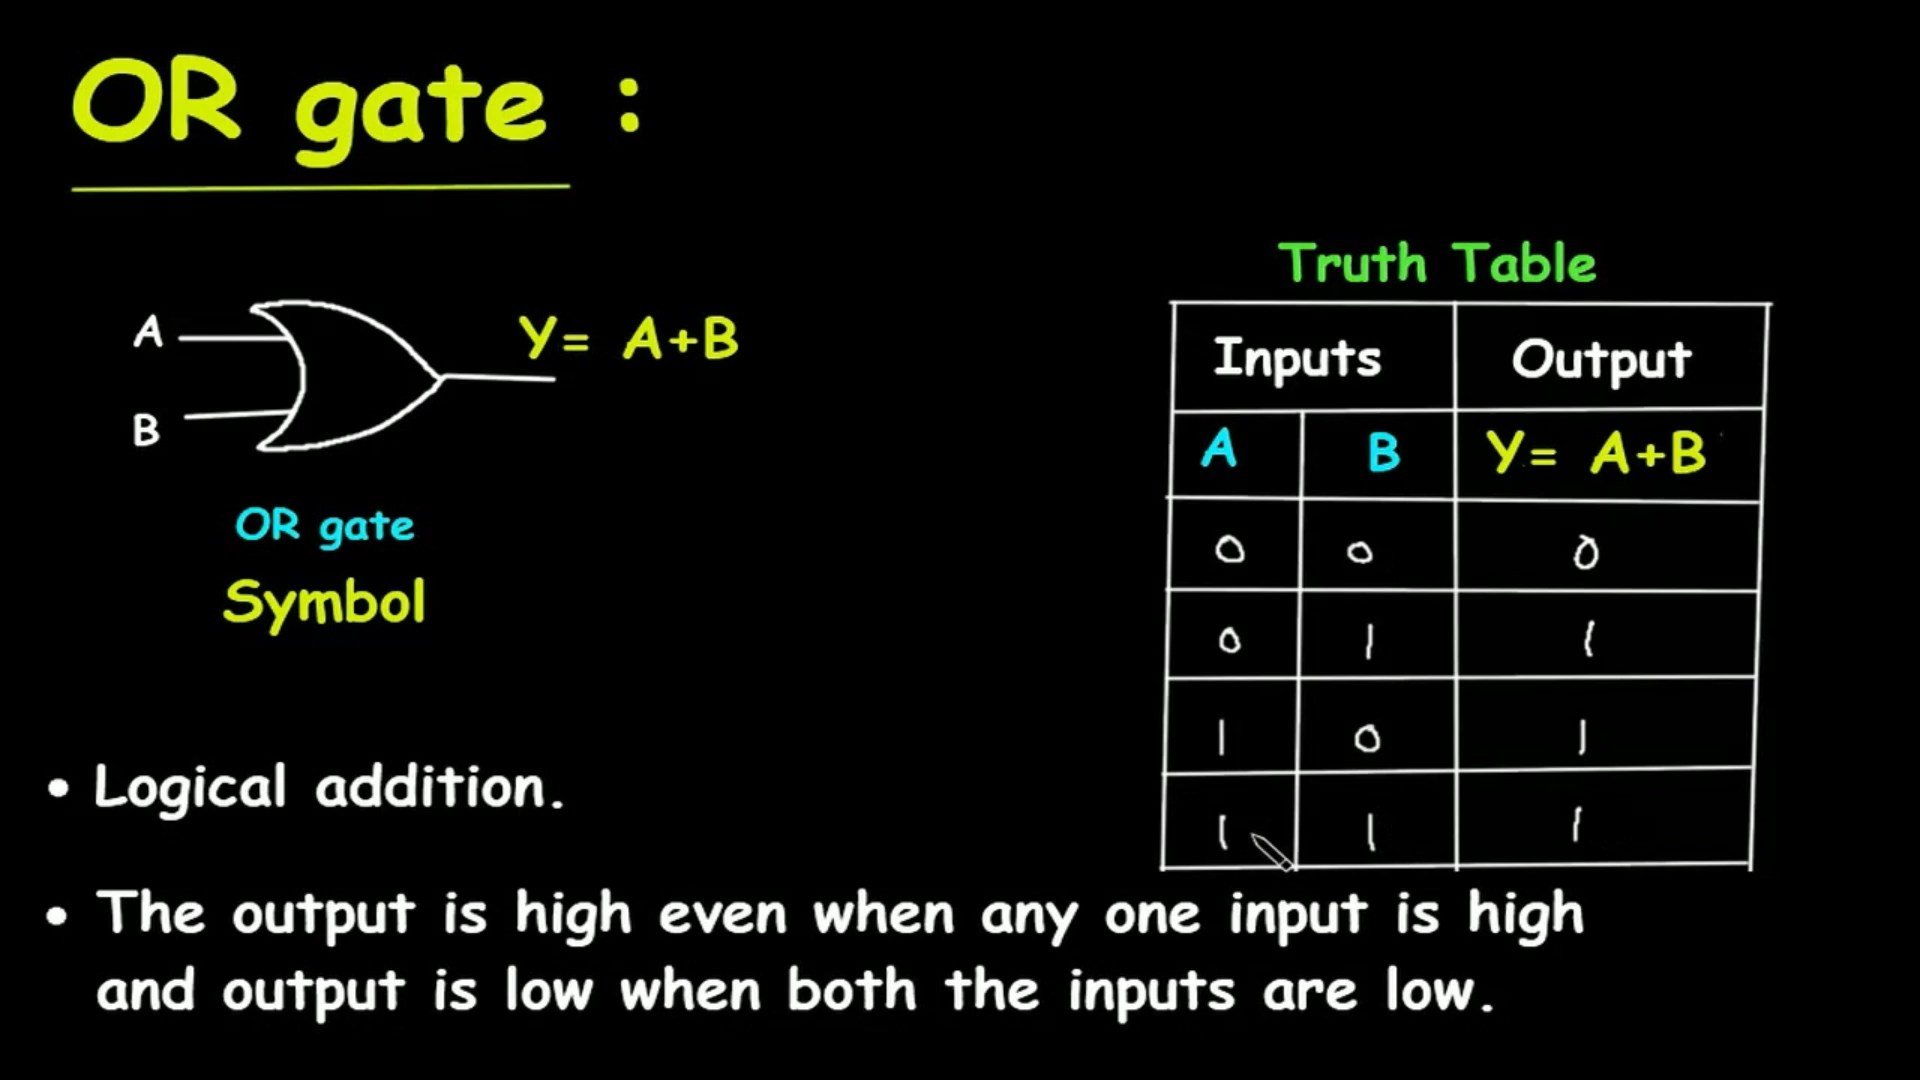 OR gate :
A
Y= A+B
B
OR gate
Symbol
Truth Table
Inputs Output
A B Y= A+B
0 0 0
0 1 1
1 0 1
1 1 1
• Logical addition.
• The output is high even when any one input is high
and output is low when both the inputs are low.